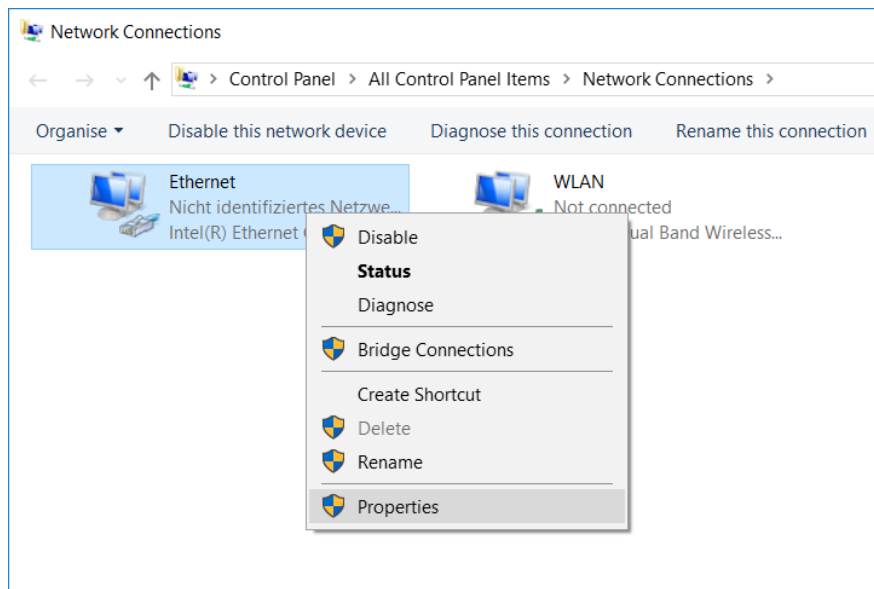 Network Connections
Control Panel > All Control Panel Items > Network Connections >
Organise Disable this network device Diagnose this connection Rename this connection
Ethernet
Nicht identifiziertes Netzwe...
Intel(R) Ethernet
WLAN
Not connected
Band Wireless...
Disable
Status
Diagnose
Bridge Connections
Create Shortcut
Delete
Rename
Properties